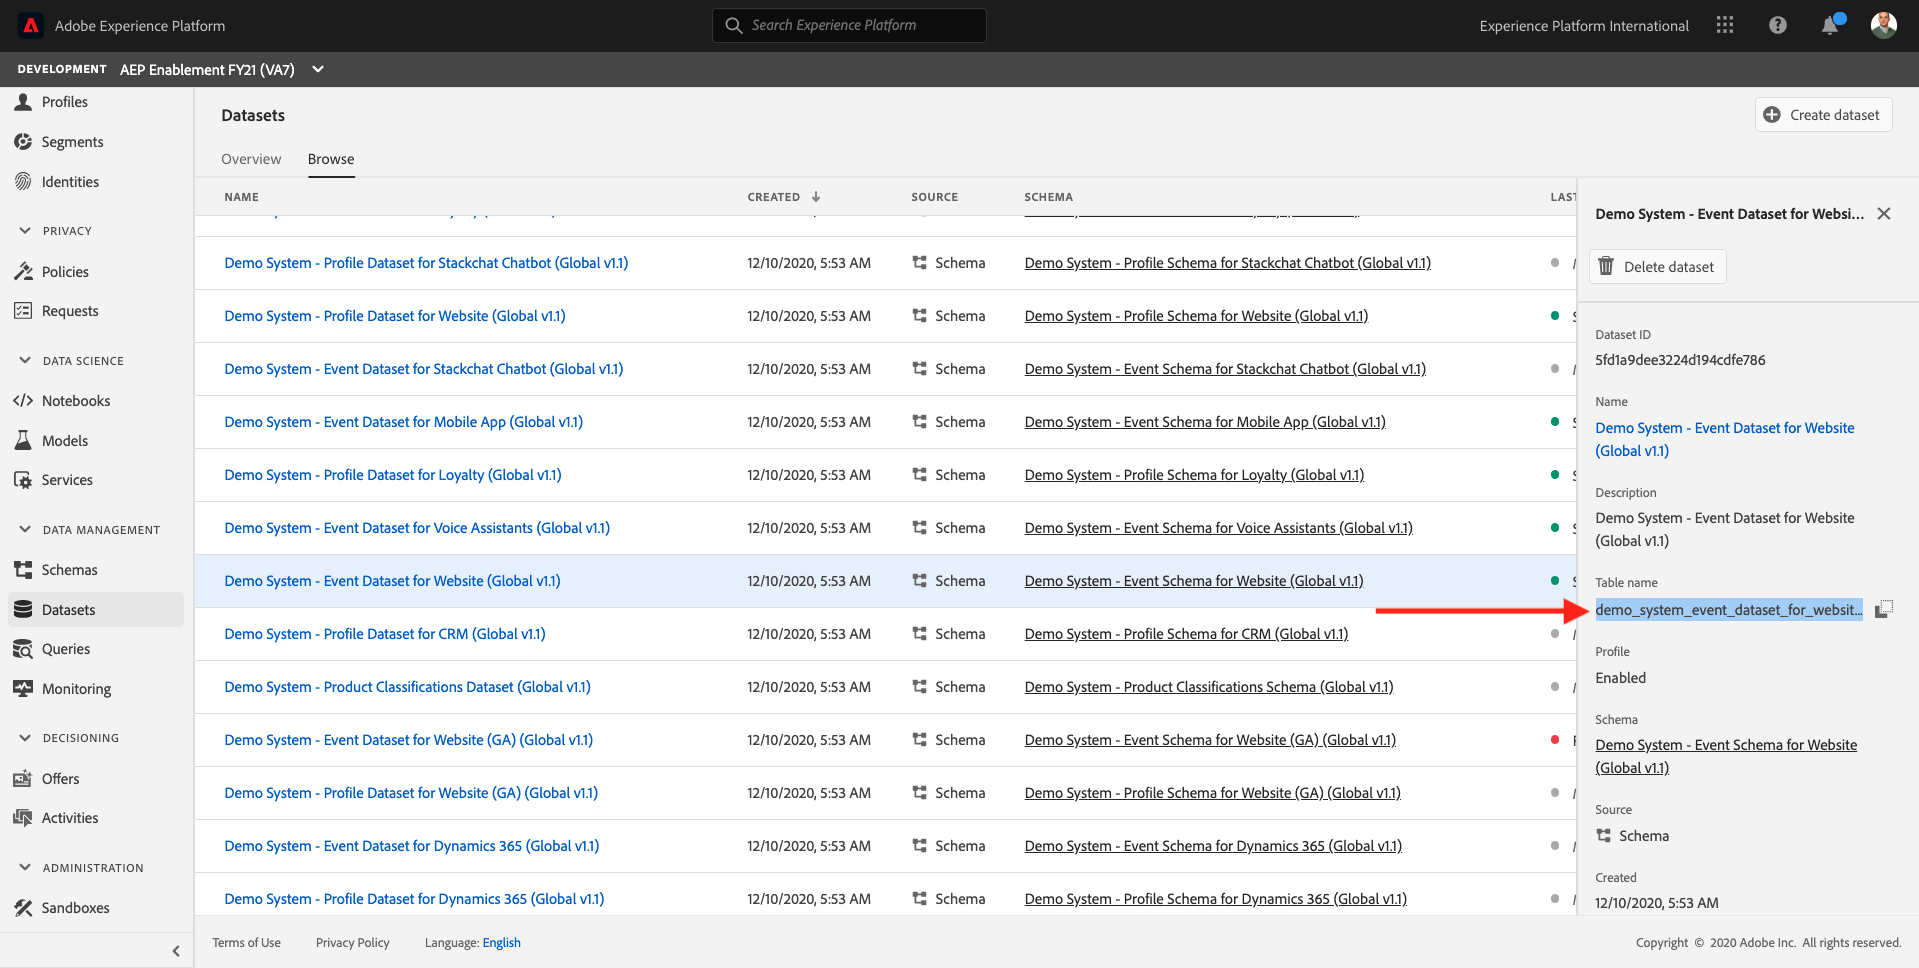 Adobe Experience Platform
Search Experience Platform
Experience Platform International
DEVELOPMENT AEP Enablement FY21 (VA7)
Profiles
Segments
Identities
PRIVACY
Policies
Requests
DATA SCIENCE
Notebooks
Models
Services
DATA MANAGEMENT
Schemas
Datasets
Queries
Monitoring
DECISIONING
Offers
Activities
ADMINISTRATION
Sandboxes
Datasets
Create dataset
Overview Browse
NAME CREATED SOURCE SCHEMA LAST
Demo System - Profile Dataset for Stackchat Chatbot (Global v1.1) 12/10/2020, 5:53 AM Schema Demo System - Profile Schema for Stackchat Chatbot (Global v1.1)
Demo System - Profile Dataset for Website (Global v1.1) 12/10/2020, 5:53 AM Schema Demo System - Profile Schema for Website (Global v1.1)
Demo System - Event Dataset for Stackchat Chatbot (Global v1.1) 12/10/2020, 5:53 AM Schema Demo System - Event Schema for Stackchat Chatbot (Global v1.1)
Demo System - Event Dataset for Mobile App (Global v1.1) 12/10/2020, 5:53 AM Schema Demo System - Event Schema for Mobile App (Global v1.1)
Demo System - Profile Dataset for Loyalty (Global v1.1) 12/10/2020, 5:53 AM Schema Demo System - Profile Schema for Loyalty (Global v1.1)
Demo System - Event Dataset for Voice Assistants (Global v1.1) 12/10/2020, 5:53 AM Schema Demo System - Event Schema for Voice Assistants (Global v1.1)
Demo System - Event Dataset for Website (Global v1.1) 12/10/2020, 5:53 AM Schema Demo System - Event Schema for Website (Global v1.1)
Demo System - Profile Dataset for CRM (Global v1.1) 12/10/2020, 5:53 AM Schema Demo System - Profile Schema for CRM (Global v1.1)
Demo System - Product Classifications Dataset (Global v1.1) 12/10/2020, 5:53 AM Schema Demo System - Product Classifications Schema (Global v1.1)
Demo System - Event Dataset for Website (GA) (Global v1.1) 12/10/2020, 5:53 AM Schema Demo System - Event Schema for Website (GA) (Global v1.1)
Demo System - Profile Dataset for Website (GA) (Global v1.1) 12/10/2020, 5:53 AM Schema Demo System - Profile Schema for Website (GA) (Global v1.1)
Demo System - Event Dataset for Dynamics 365 (Global v1.1) 12/10/2020, 5:53 AM Schema Demo System - Event Schema for Dynamics 365 (Global v1.1)
Demo System - Profile Dataset for Dynamics 365 (Global v1.1) 12/10/2020, 5:53 AM Schema Demo System - Profile Schema for Dynamics 365 (Global v1.1)
Demo System - Event Dataset for Websi...
Delete dataset
Dataset ID
5fd1a9dee3224d194cdfe786
Name
Demo System - Event Dataset for Website
(Global v1.1)
Description
Demo System - Event Dataset for Website
(Global v1.1)
Table name
demo_system_event_dataset_for_websit...
Profile
Enabled
Schema
Demo System - Event Schema for Website
(Global v1.1)
Source
Schema
Created
12/10/2020, 5:53 AM
Terms of Use Privacy Policy Language: English
Copyright © 2020 Adobe Inc. All rights reserved.